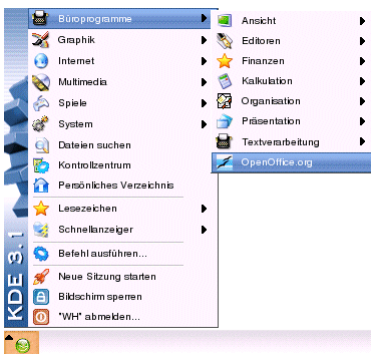 Büroprogramme
Graphik
Internet
Multimedia
Spiele
System
Dateien suchen
Kontrollzentrum
Persönliches Verzeichnis
Lesezeichen
Schnellanzeiger
Befehl ausführen...
Neue Sitzung starten
Bildschirm sperren
"WH" abmelden...
KDE 3.1
Ansicht
Editoren
Finanzen
Kalkulation
Organisation
Präsentation
Textverarbeitung
OpenOffice.org